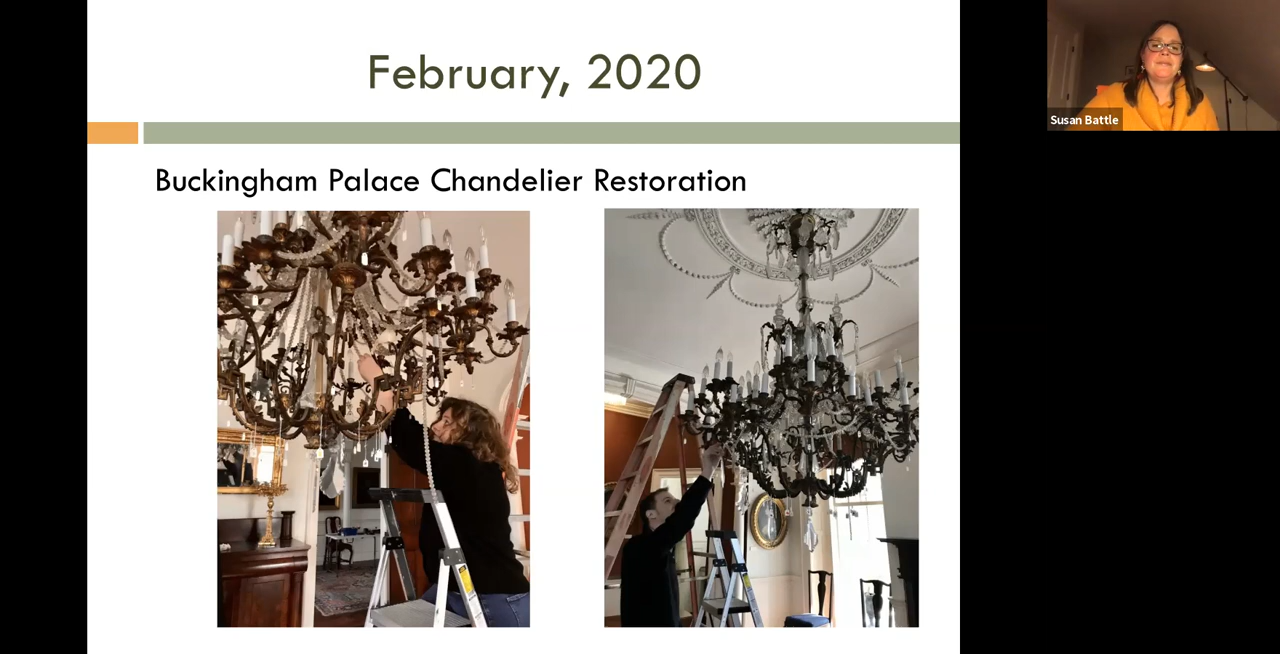 February, 2020
Buckingham Palace Chandelier Restoration
Susan Battle